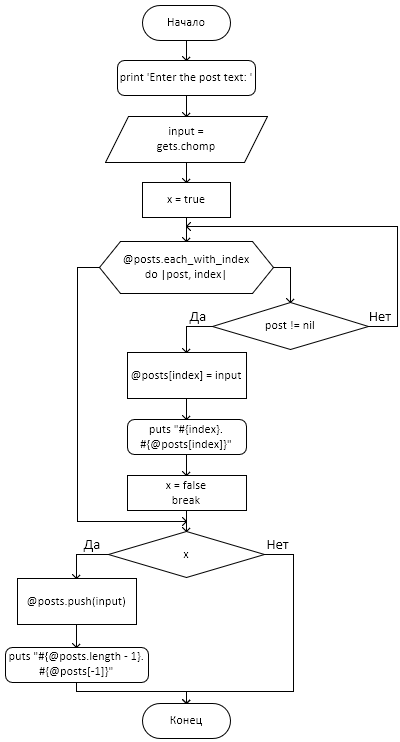 Начало
print 'Enter the post text: '
input =
gets.chomp
x = true
@posts.each_with_index
do |post, index|
post != nil
Да
Нет
@posts[index] = input
puts "#{index}.
#{@posts[index]}"
x = false
break
x
Да
Нет
@posts.push(input)
puts "#{@posts.length - 1}.
#{@posts[-1]}"
Конец